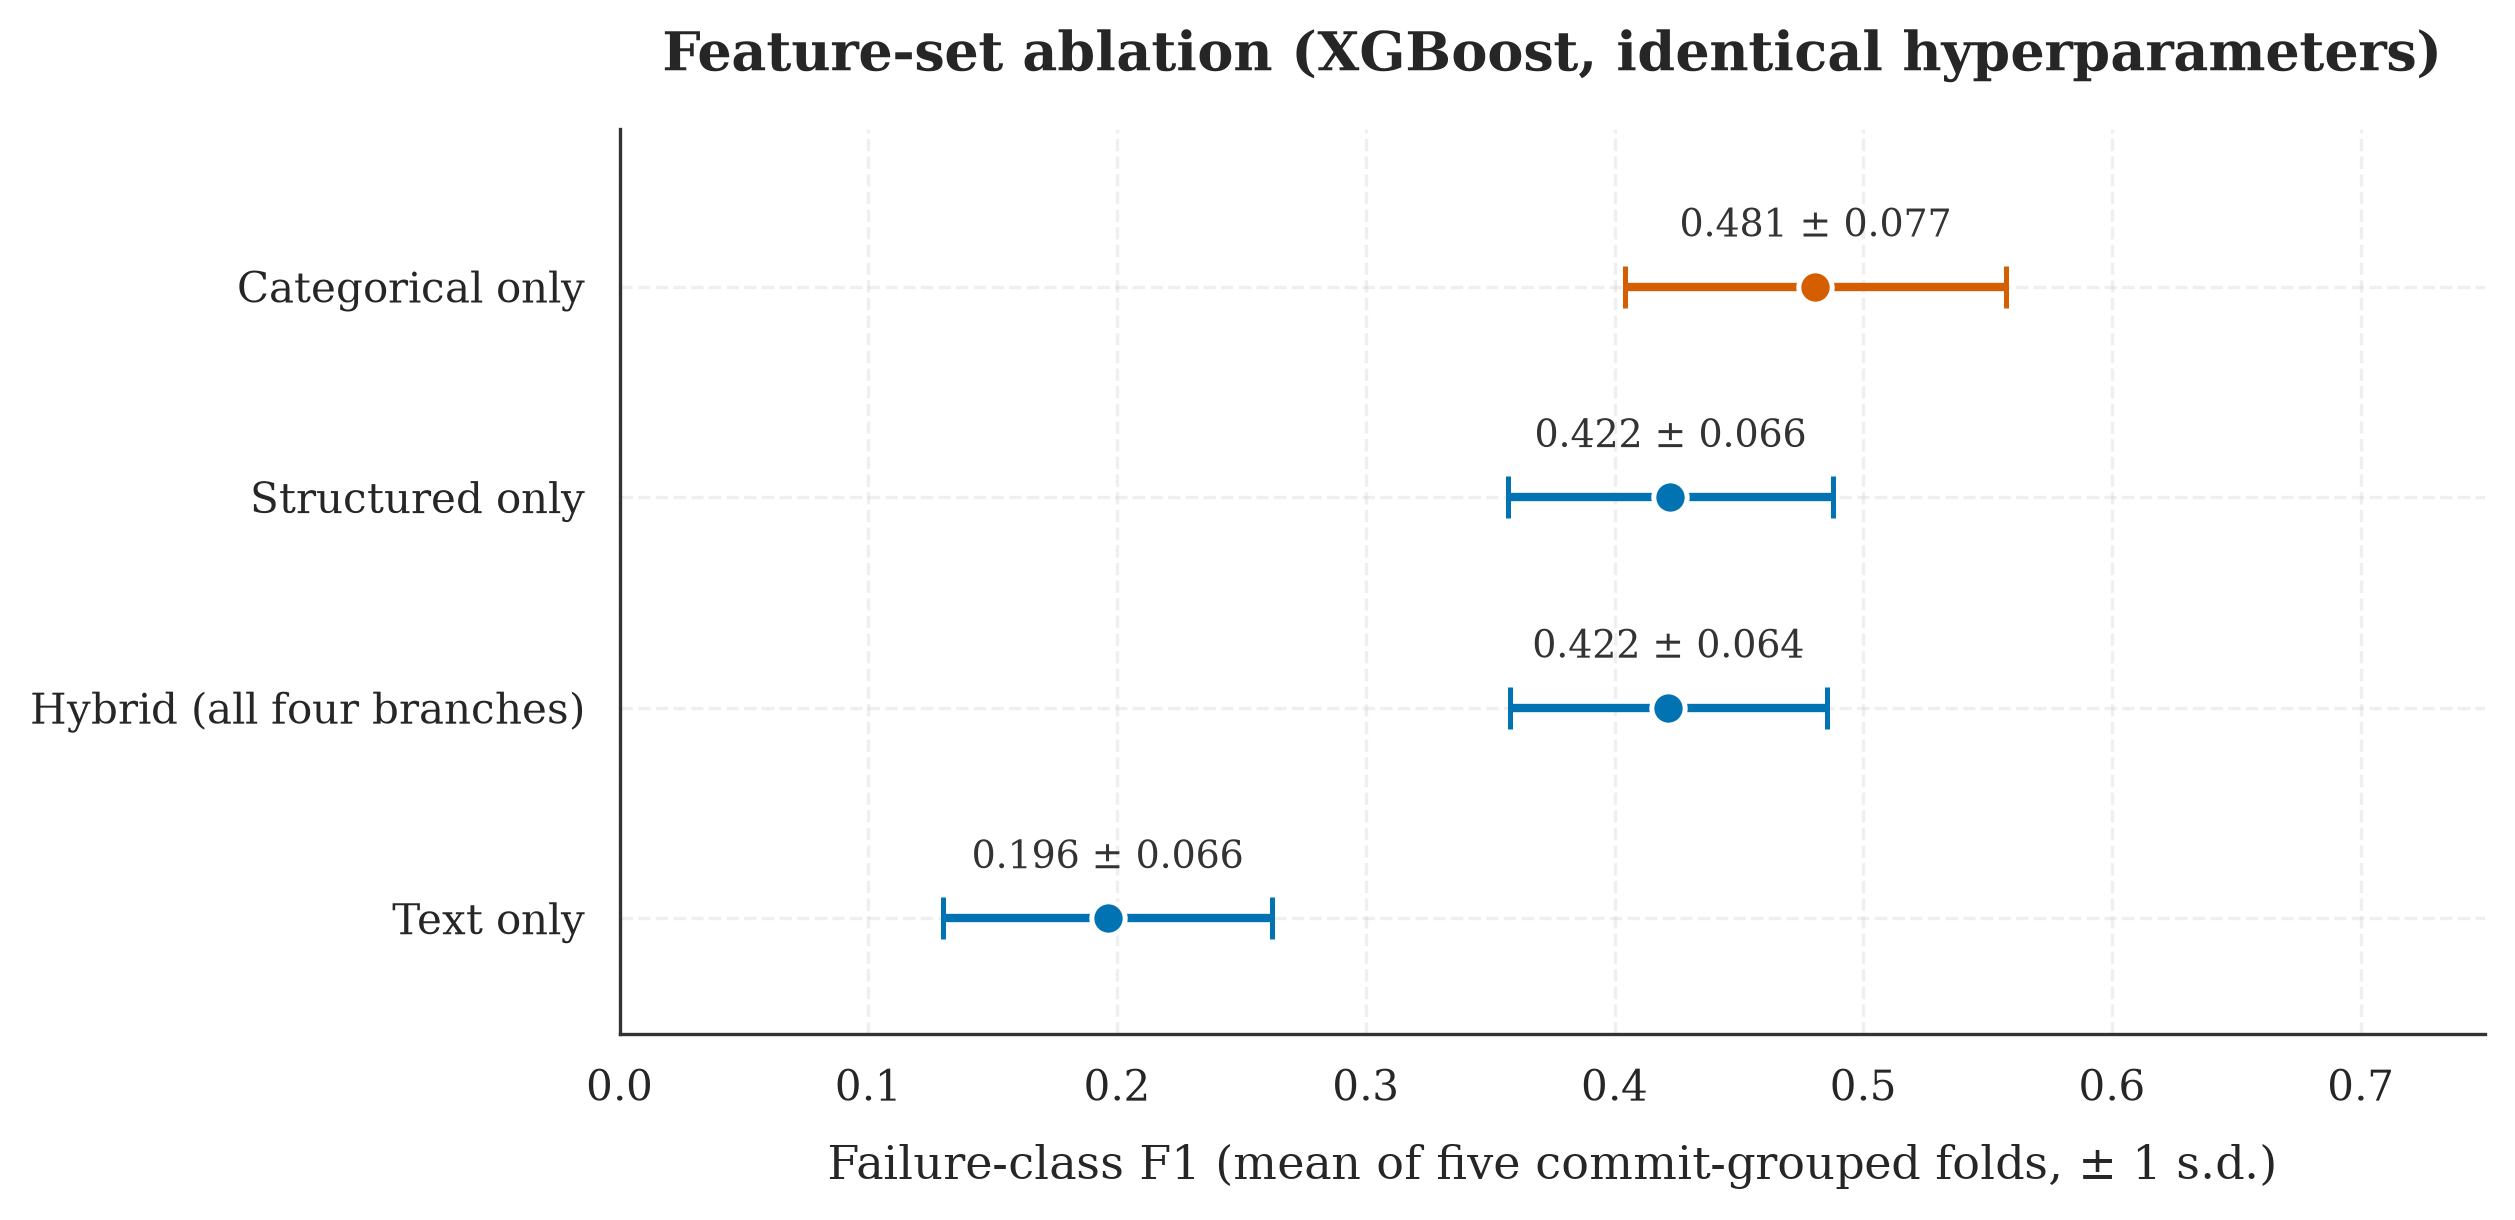 Feature-set ablation (XGBoost, identical hyperparameters)
0.481 ± 0.077
Categorical only
0.422 ± 0.066
Structured only
0.422 ± 0.064
Hybrid (all four branches)
0.196 ± 0.066
Text only
0.0 0.1 0.2 0.3 0.4 0.5 0.6 0.7
Failure-class F1 (mean of five commit-grouped folds, ± 1 s.d.)